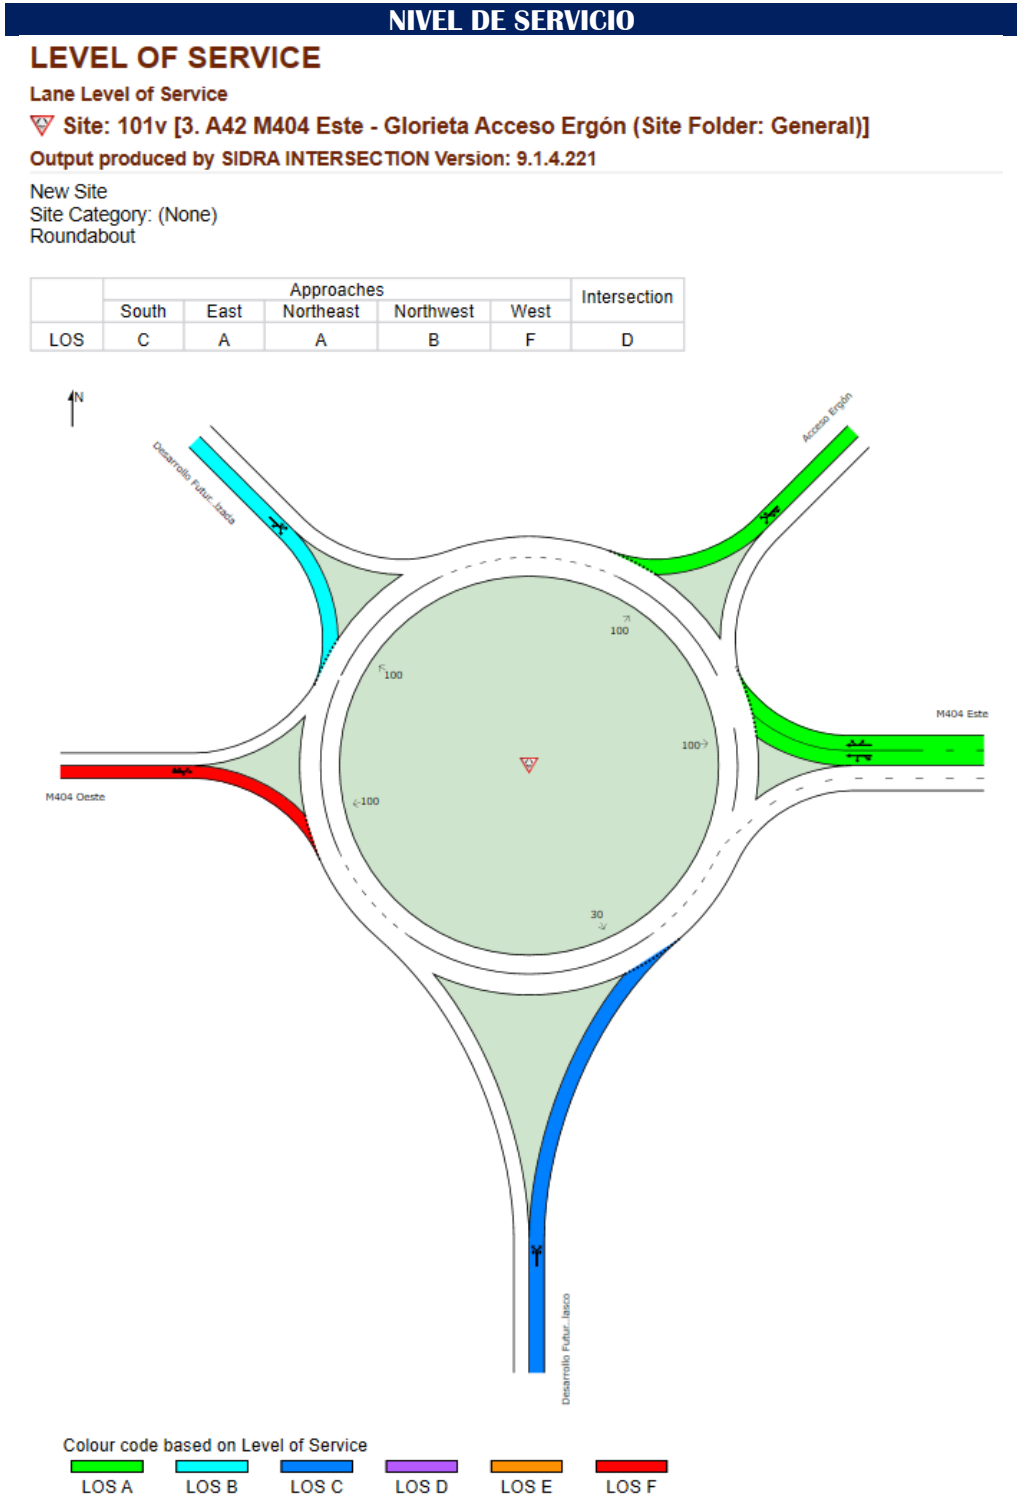 NIVEL DE SERVICIO
LEVEL OF SERVICE
Lane Level of Service
Site: 101v [3. A42 M404 Este - Glorieta Acceso Ergón (Site Folder: General)]
Output produced by SIDRA INTERSECTION Version: 9.1.4.221
New Site
Site Category: (None)
Roundabout
Approaches Intersection
South East Northeast Northwest West
LOS C A A B F D
N
Acceso Ergón
Desarrollo Futur...izada
100
100
M404 Este
100
M404 Oeste
100
30
Desarrollo Futur...lasco
Colour code based on Level of Service
LOS A LOS B LOS C LOS D LOS E LOS F